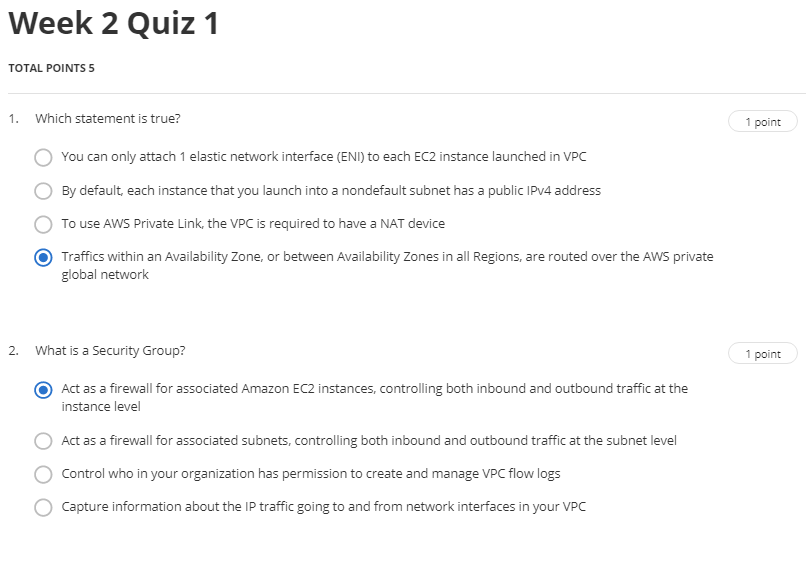 Week 2 Quiz 1
TOTAL POINTS 5
1. Which statement is true?
1 point
You can only attach 1 elastic network interface (ENI) to each EC2 instance launched in VPC
By default, each instance that you launch into a nondefault subnet has a public IPv4 address
To use AWS Private Link, the VPC is required to have a NAT device
Traffics within an Availability Zone, or between Availability Zones in all Regions, are routed over the AWS private
global network
2. What is a Security Group?
1 point
Act as a firewall for associated Amazon EC2 instances, controlling both inbound and outbound traffic at the
instance level
Act as a firewall for associated subnets, controlling both inbound and outbound traffic at the subnet level
Control who in your organization has permission to create and manage VPC flow logs
Capture information about the IP traffic going to and from network interfaces in your VPC